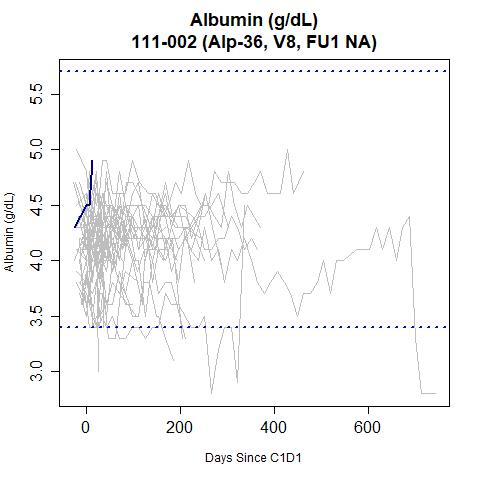 Albumin (g/dL)
111-002 (Alp-36, V8, FU1 NA)
Albumin (g/dL)
5.5
5.0
4.5
4.0
3.5
3.0
0 200 400 600
Days Since C1D1